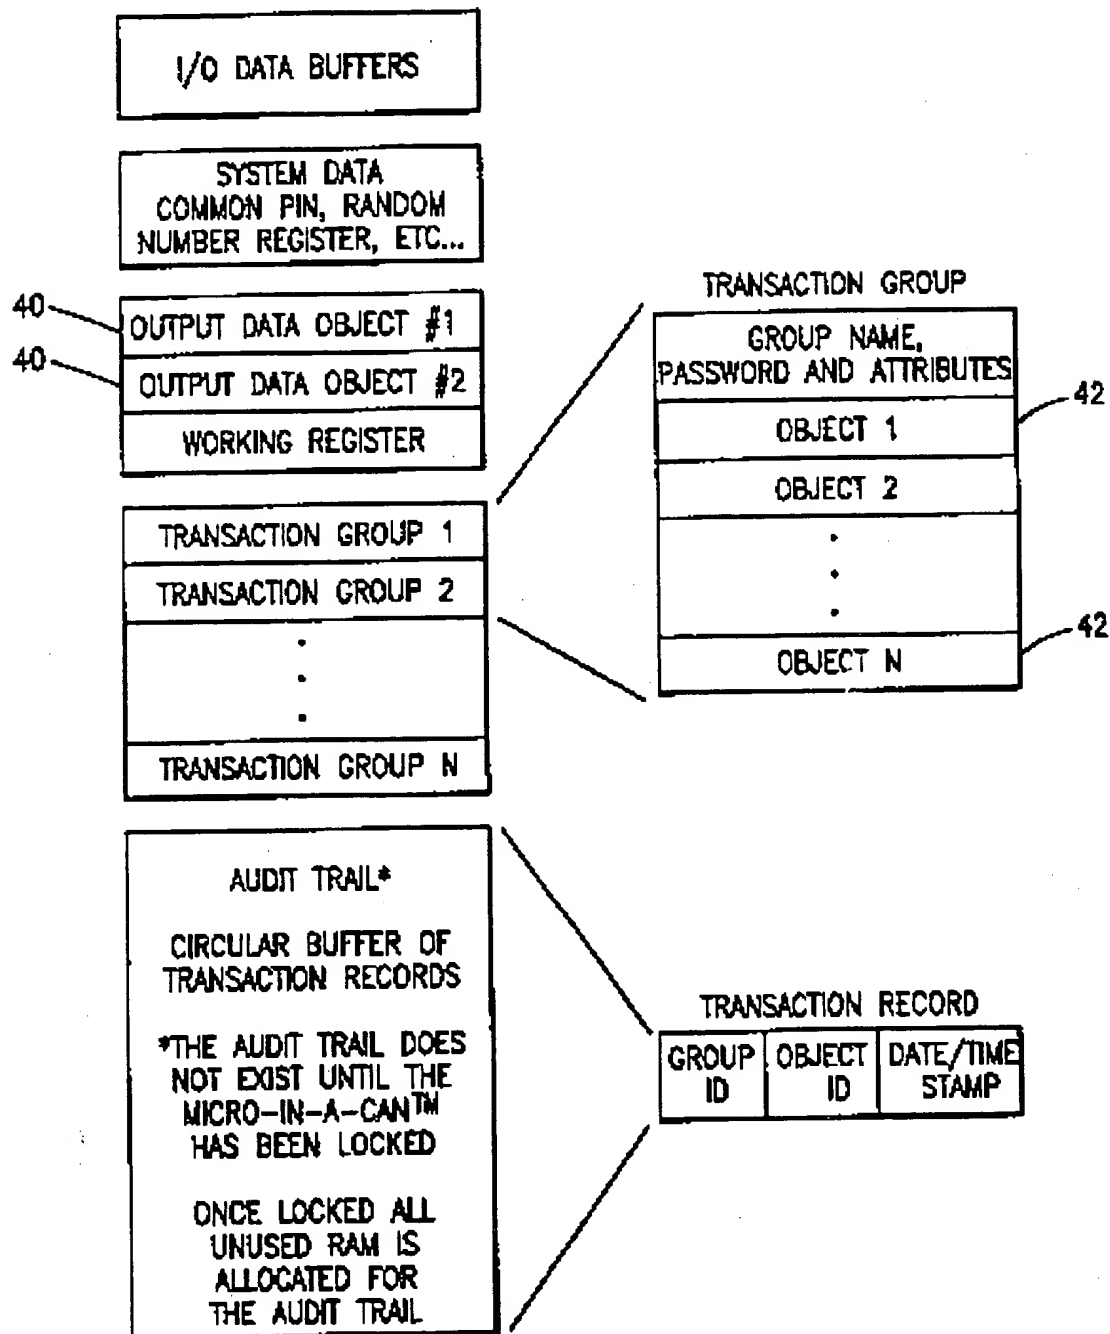 I/O DATA BUFFERS
SYSTEM DATA
COMMON PIN, RANDOM
NUMBER REGISTER, ETC...
40
OUTPUT DATA OBJECT #1
40
OUTPUT DATA OBJECT #2
WORKING REGISTER
TRANSACTION GROUP 1
TRANSACTION GROUP 2
TRANSACTION GROUP N
TRANSACTION GROUP
GROUP NAME,
PASSWORD AND ATTRIBUTES
OBJECT 1
42
OBJECT 2
OBJECT N
42
AUDIT TRAIL*
CIRCULAR BUFFER OF
TRANSACTION RECORDS
*THE AUDIT TRAIL DOES
NOT EXIST UNTIL THE
MICRO-IN-A-CAN™
HAS BEEN LOCKED
ONCE LOCKED ALL
UNUSED RAM IS
ALLOCATED FOR
THE AUDIT TRAIL
TRANSACTION RECORD
GROUP
ID
OBJECT
ID
DATE/TIME
STAMP